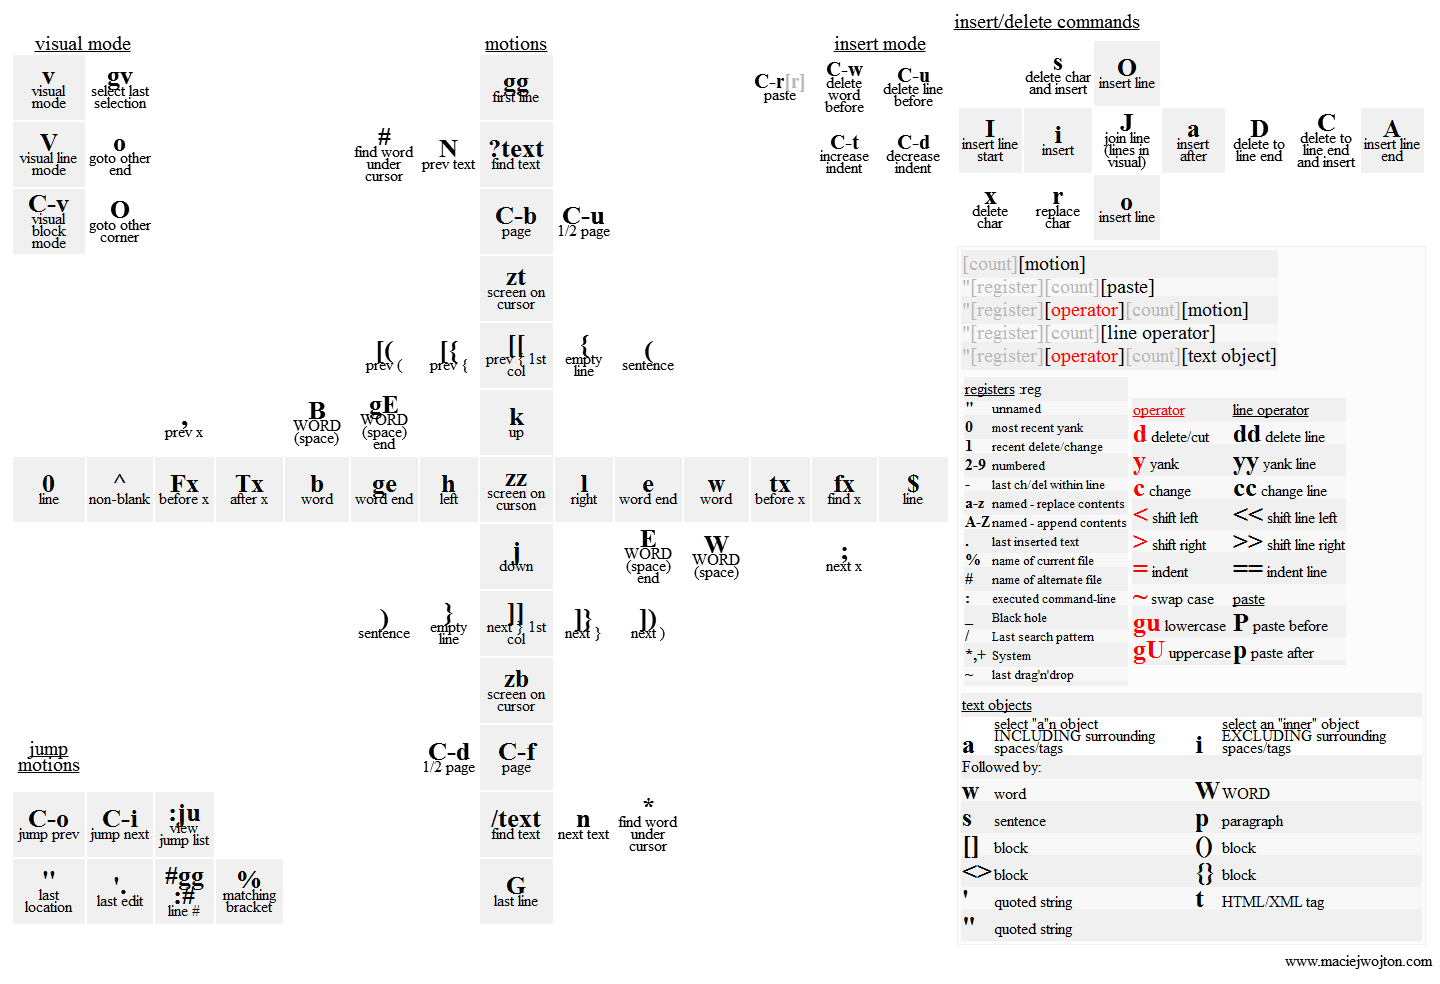 insert/delete commands
visual mode
motions
insert mode
v
visual
mode
gv
select last
selection
gg
first line
C-r[r]
paste
C-w
delete
word
before
C-u
delete line
before
s
delete char
and insert
O
insert line
V
visual line
mode
o
goto other
end
#
find word
under
cursor
N
prev text
?text
find text
C-t
increase
indent
C-d
decrease
indent
I
insert line
start
i
insert
J
join line
(lines in
visual)
a
insert
after
D
delete to
line end
C
delete to
line end
and insert
A
insert line
end
C-v
visual
block
mode
O
goto other
corner
C-b
page
C-u
1/2 page
x
delete
char
r
replace
char
o
insert line
zt
screen on
cursor
[(
prev (
[{
prev {
[[
prev { 1st
col
{
empty
line
(
sentence
,
prev x
B
WORD
(space)
gE
WORD
(space)
end
k
up
0
line
^
non-blank
Fx
before x
Tx
after x
b
word
ge
word end
h
left
zz
screen on
curson
l
right
e
word end
w
word
tx
before x
fx
find x
$
line
j
down
E
WORD
(space)
end
W
WORD
(space)
;
next x
)
sentence
}
empty
line
]]
next } 1st
col
]}
next }
])
next )
zb
screen on
cursor
jump
motions
C-d
1/2 page
C-f
page
C-o
jump prev
C-i
jump next
:ju
view
jump list
/text
find text
n
next text
*
find word
under
cursor
''
last
location
'.
last edit
#gg
:#
line #
%
matching
bracket
G
last line
[count][motion]
"[register][count][paste]
"[register][operator][count][motion]
"[register][count][line operator]
"[register][operator][count][text object]
registers :reg
" unnamed
0 most recent yank
1 recent delete/change
2-9 numbered
- last ch/del within line
a-z named - replace contents
A-Z named - append contents
. last inserted text
% name of current file
# name of alternate file
: executed command-line
_ Black hole
/ Last search pattern
*,+ System
~ last drag'n'drop
operator line operator
d delete/cut dd delete line
y yank yy yank line
c change cc change line
< shift left << shift line left
> shift right >> shift line right
= indent == indent line
~ swap case paste
gu lowercase P paste before
gU uppercase p paste after
text objects
a select "a"n object
INCLUDING surrounding
spaces/tags
i select an "inner" object
EXCLUDING surrounding
spaces/tags
Followed by:
w word W WORD
s sentence p paragraph
[] block () block
<> block {} block
' quoted string t HTML/XML tag
" quoted string
www.maciejwojton.com